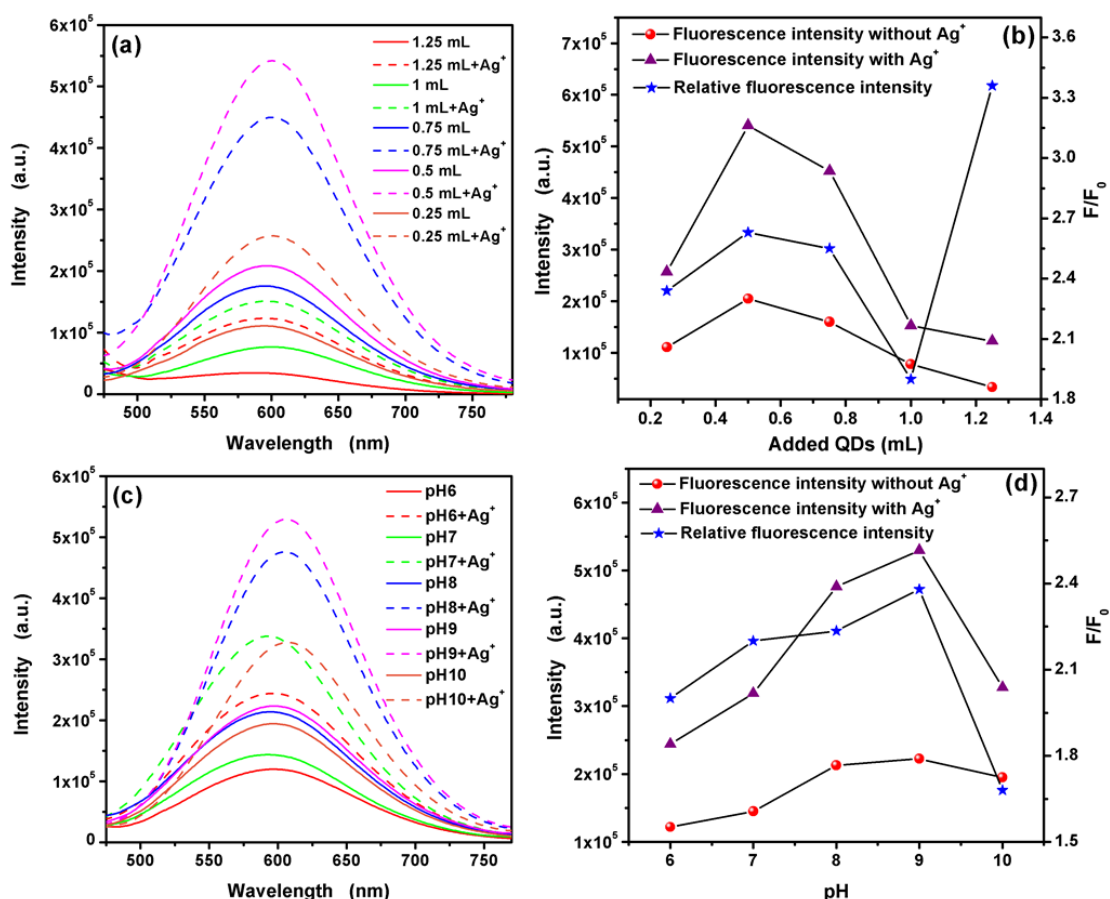 (a)
6x10⁵
5x10⁵
4x10⁵
3x10⁵
2x10⁵
1x10⁵
0
Intensity (a.u.)
1.25 mL
1.25 mL+Ag⁺
1 mL
1 mL+Ag⁺
0.75 mL
0.75 mL+Ag⁺
0.5 mL
0.5 mL+Ag⁺
0.25 mL
0.25 mL+Ag⁺
500 550 600 650 700 750
Wavelength (nm)
(b)
Fluorescence intensity without Ag⁺
Fluorescence intensity with Ag⁺
Relative fluorescence intensity
7x10⁵
6x10⁵
5x10⁵
4x10⁵
3x10⁵
2x10⁵
1x10⁵
Intensity (a.u.)
3.6
3.3
3.0
2.7
2.4
2.1
1.8
F/F₀
0.2 0.4 0.6 0.8 1.0 1.2 1.4
Added QDs (mL)
(c)
6x10⁵
5x10⁵
4x10⁵
3x10⁵
2x10⁵
1x10⁵
0
Intensity (a.u.)
pH6
pH6+Ag⁺
pH7
pH7+Ag⁺
pH8
pH8+Ag⁺
pH9
pH9+Ag⁺
pH10
pH10+Ag⁺
500 550 600 650 700 750
Wavelength (nm)
(d)
Fluorescence intensity without Ag⁺
Fluorescence intensity with Ag⁺
Relative fluorescence intensity
6x10⁵
5x10⁵
4x10⁵
3x10⁵
2x10⁵
1x10⁵
Intensity (a.u.)
2.7
2.4
2.1
1.8
1.5
F/F₀
6 7 8 9 10
pH